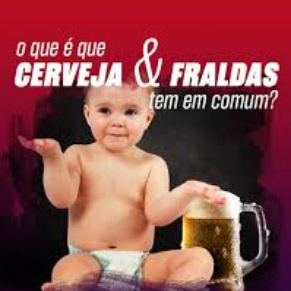 o que é que
CERVEJA & FRALDAS
tem em comum?